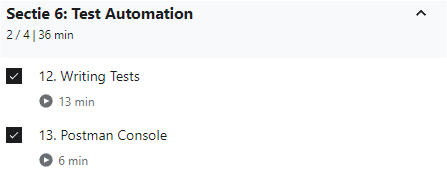 Sectie 6: Test Automation
2 / 4 | 36 min
12. Writing Tests
13 min
13. Postman Console
6 min